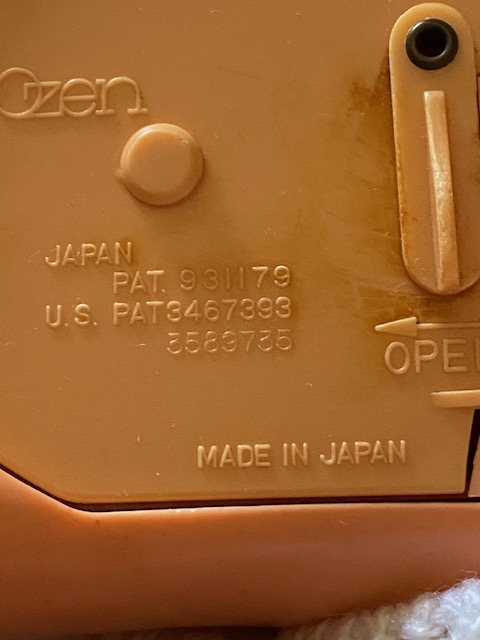 Ozen
JAPAN
PAT. 931179
U.S. PAT3467393
3589735
OPE
MADE IN JAPAN